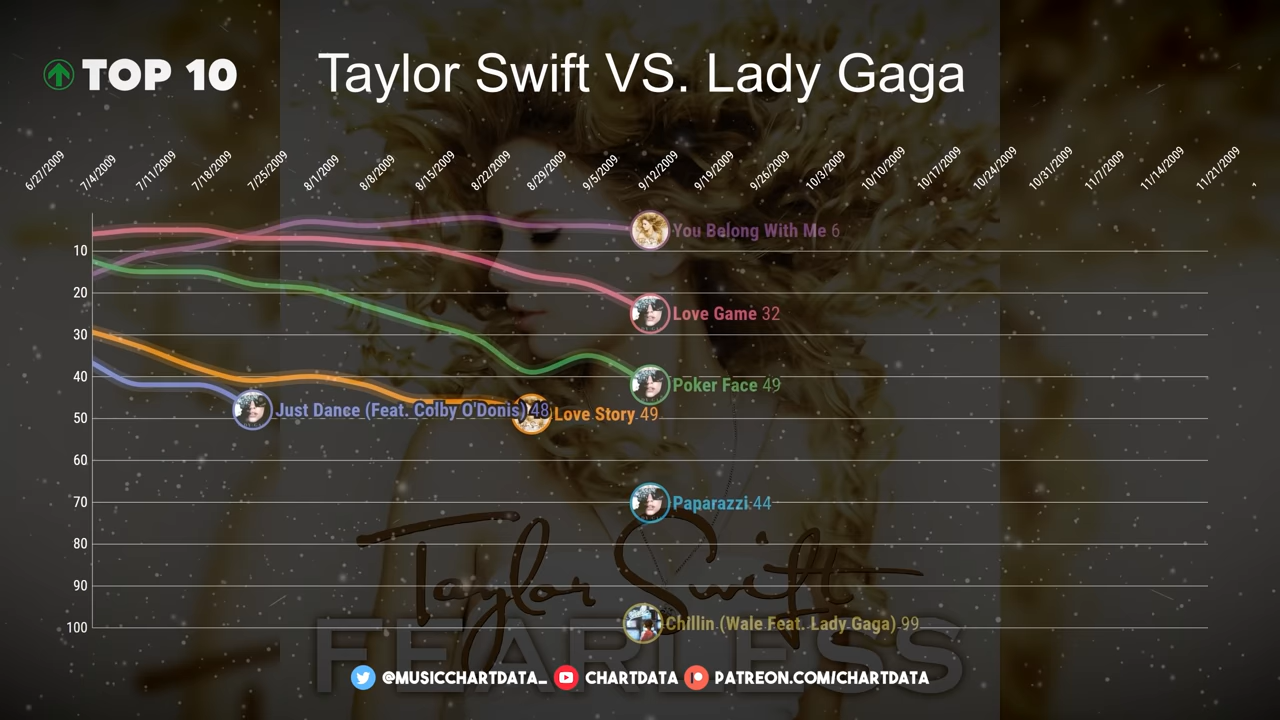 TOP 10
Taylor Swift VS. Lady Gaga
6/27/2009
7/4/2009
7/11/2009
7/18/2009
7/25/2009
8/1/2009
8/8/2009
8/15/2009
8/22/2009
8/29/2009
9/5/2009
9/12/2009
9/19/2009
9/26/2009
10/3/2009
10/10/2009
10/17/2009
10/24/2009
10/31/2009
11/7/2009
11/14/2009
11/21/2009
You Belong With Me 6
10
20
Love Game 32
30
40
Poker Face 49
Just Dance (Feat. Colby O'Donis) 48
Love Story 49
50
60
70
Paparazzi 44
80
Taylor Swift
90
100
Chillin (Wale Feat. Lady Gaga) 99
FEARLESS
@MUSICCHARTDATA_
CHARTDATA
PATREON.COM/CHARTDATA